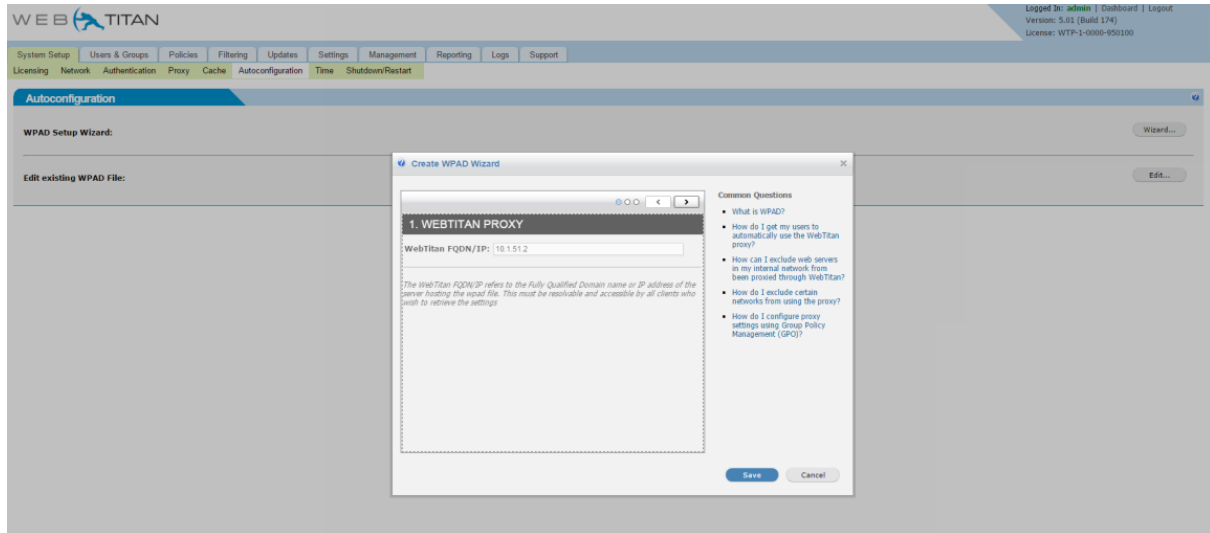 WEB TITAN
Logged In: admin | Dashboard | Logout
Version: 5.01 (Build 174)
License: WTP-1-0000-950100
System Setup Users & Groups Policies Filtering Updates Settings Management Reporting Logs Support
Licensing Network Authentication Proxy Cache Autoconfiguration Time Shutdown/Restart
Autoconfiguration
WPAD Setup Wizard:
Wizard...
Edit existing WPAD File:
Edit...
Create WPAD Wizard
1. WEBTITAN PROXY
WebTitan FQDN/IP: 10.1.51.2
The WebTitan FQDN/IP refers to the Fully Qualified Domain name or IP address of the
server hosting the wpad file. This must be resolvable and accessible by all clients who
wish to retrieve the settings
Common Questions
What is WPAD?
How do I get my users to
automatically use the WebTitan
proxy?
How can I exclude web servers
in my internal network from
been proxied through WebTitan?
How do I exclude certain
networks from using the proxy?
How do I configure proxy
settings using Group Policy
Management (GPO)?
Save Cancel